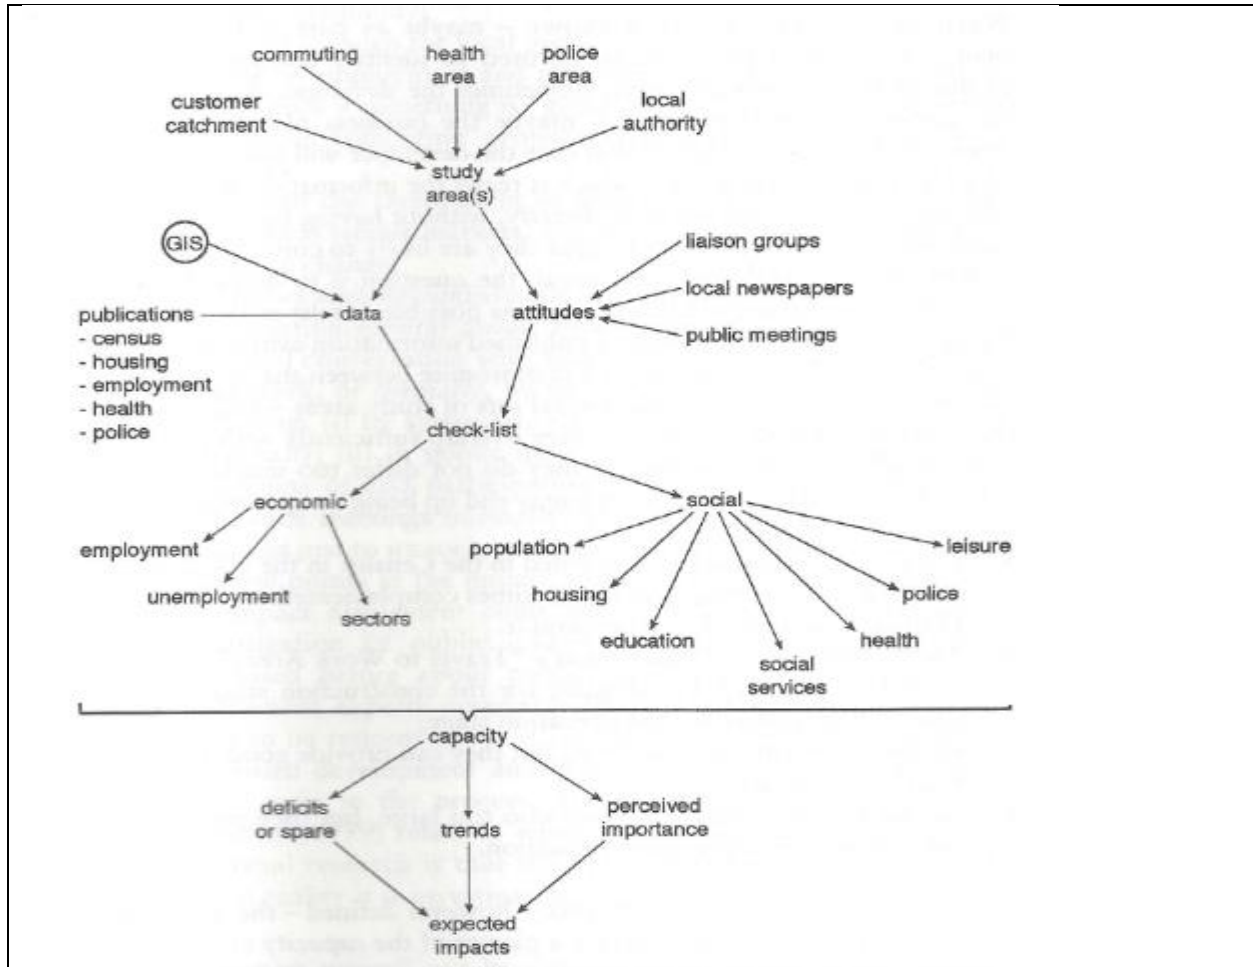 commuting
health
area
police
area
customer
catchment
local
authority
study
area(s)
GIS
liaison groups
local newspapers
public meetings
publications
- census
- housing
- employment
- health
- police
data
attitudes
check-list
economic
social
employment
unemployment
sectors
population
housing
education
social
services
health
police
leisure
capacity
deficits
or spare
trends
perceived
importance
expected
impacts